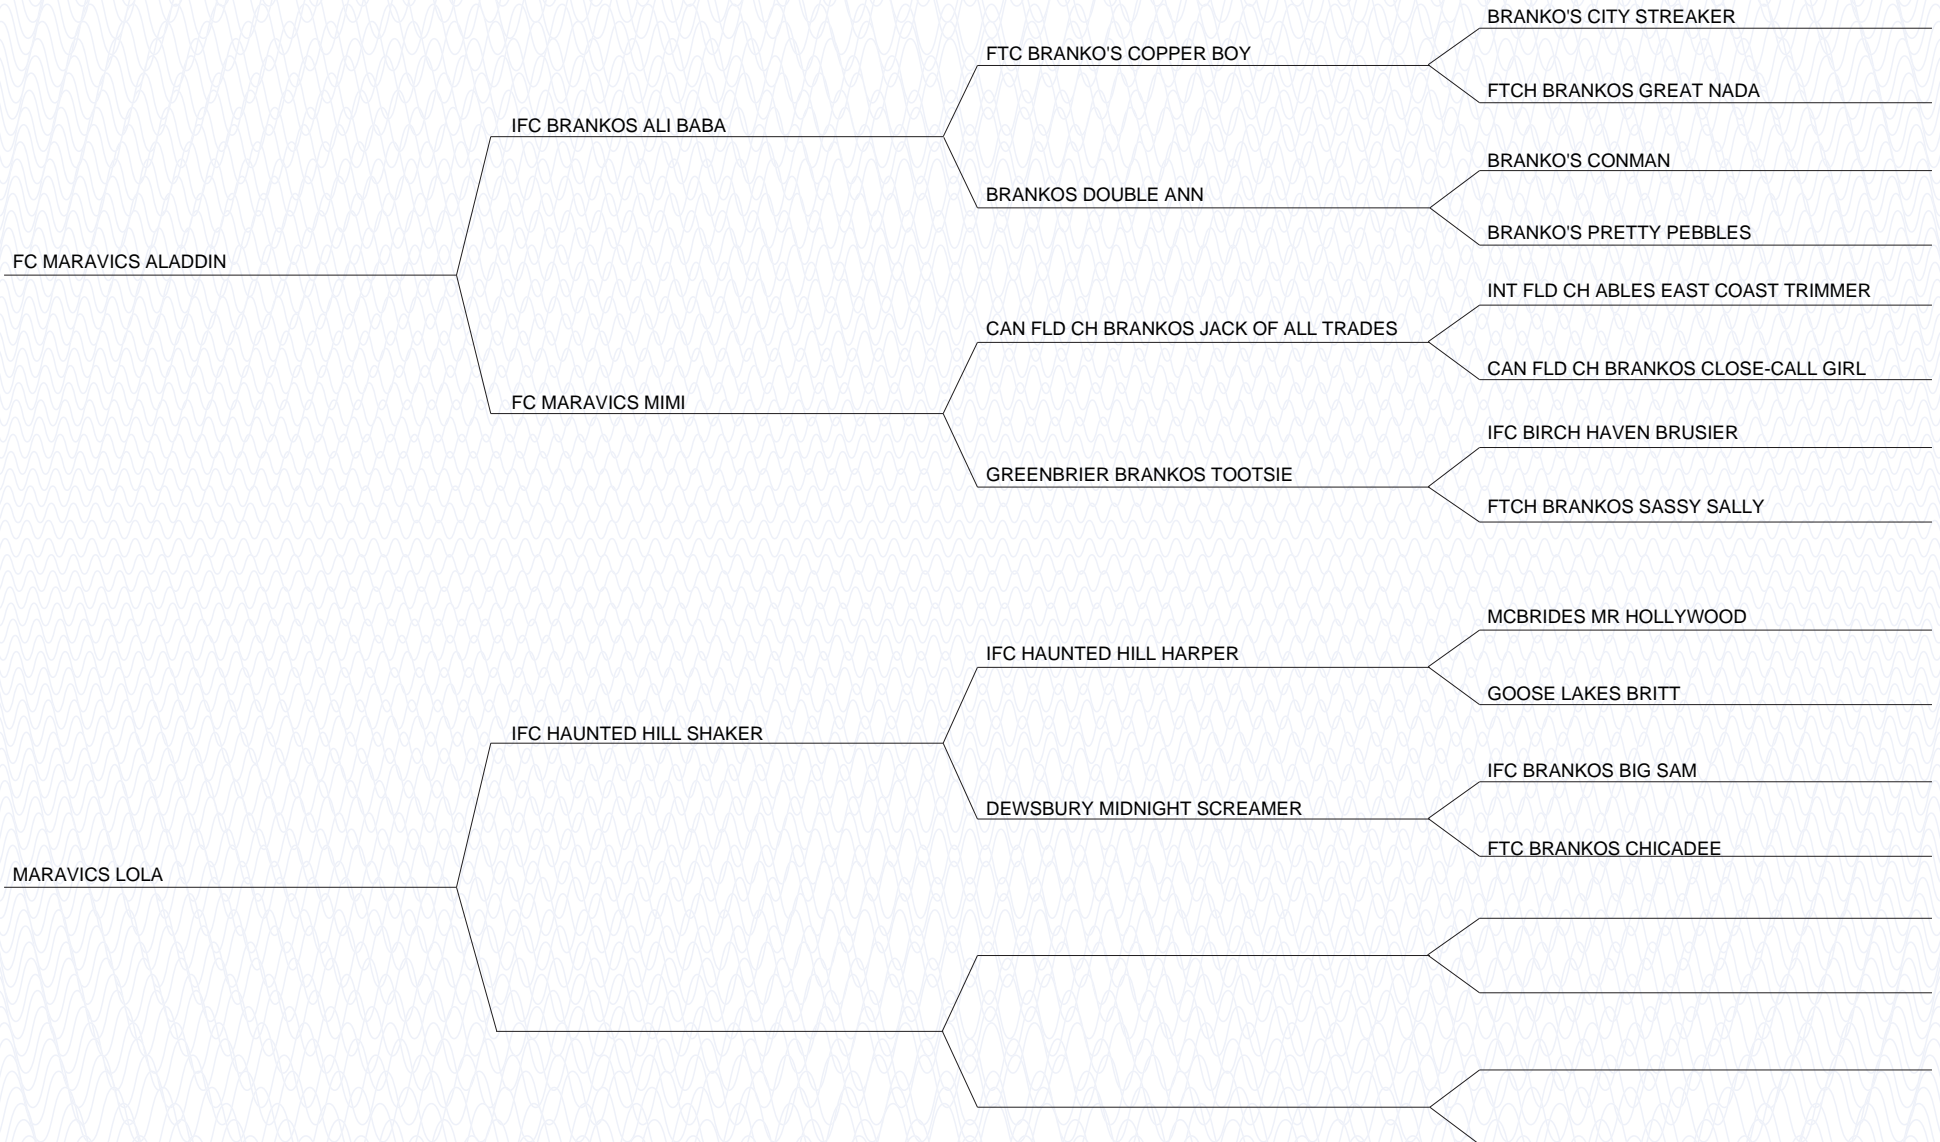 BRANKO'S CITY STREAKER
FTC BRANKO'S COPPER BOY
FTCH BRANKOS GREAT NADA
IFC BRANKOS ALI BABA
BRANKO'S CONMAN
BRANKOS DOUBLE ANN
BRANKO'S PRETTY PEBBLES
FC MARAVICS ALADDIN
INT FLD CH ABLES EAST COAST TRIMMER
CAN FLD CH BRANKOS JACK OF ALL TRADES
CAN FLD CH BRANKOS CLOSE-CALL GIRL
FC MARAVICS MIMI
IFC BIRCH HAVEN BRUSIER
GREENBRIER BRANKOS TOOTSIE
FTCH BRANKOS SASSY SALLY
MCBRIDES MR HOLLYWOOD
IFC HAUNTED HILL HARPER
GOOSE LAKES BRITT
IFC HAUNTED HILL SHAKER
IFC BRANKOS BIG SAM
DEWSBURY MIDNIGHT SCREAMER
FTC BRANKOS CHICADEE
MARAVICS LOLA